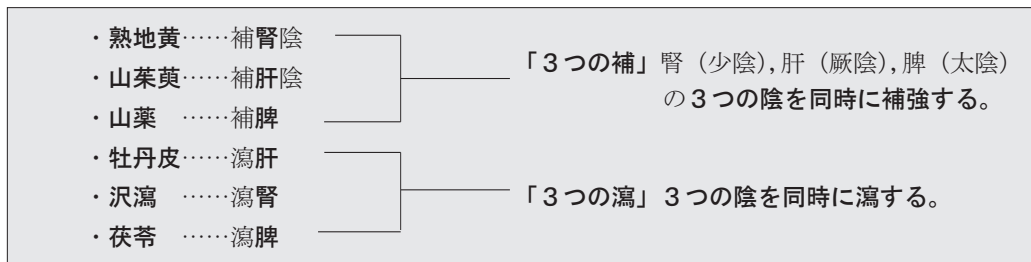 ・熟地黄……補腎陰
・山茱萸……補肝陰
・山薬　……補脾
「３つの補」腎（少陰），肝（厥陰），脾（太陰）
の３つの陰を同時に補強する。
・牡丹皮……瀉肝
・沢瀉　……瀉腎
・茯苓　……瀉脾
「３つの瀉」３つの陰を同時に瀉する。